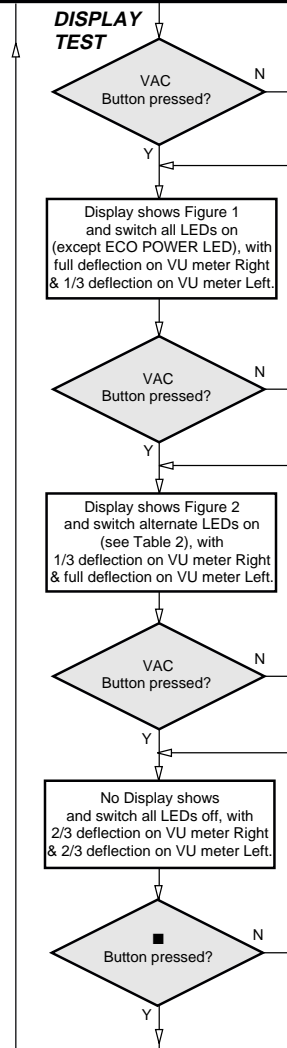 DISPLAY
TEST
VAC
Button pressed?
N
Y
Display shows Figure 1
and switch all LEDs on
(except ECO POWER LED), with
full deflection on VU meter Right
& 1/3 deflection on VU meter Left.
VAC
Button pressed?
N
Y
Display shows Figure 2
and switch alternate LEDs on
(see Table 2), with
1/3 deflection on VU meter Right
& full deflection on VU meter Left.
VAC
Button pressed?
N
Y
No Display shows
and switch all LEDs off, with
2/3 deflection on VU meter Right
& 2/3 deflection on VU meter Left.
■
Button pressed?
N
Y